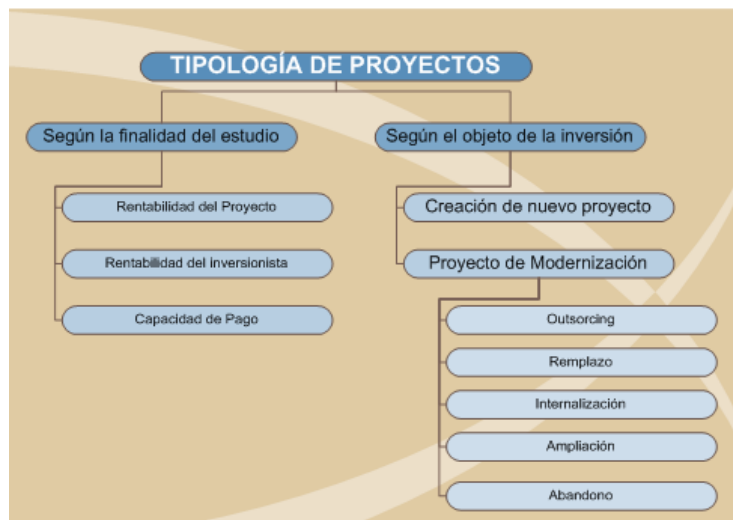 TIPOLOGÍA DE PROYECTOS
Según la finalidad del estudio
Rentabilidad del Proyecto
Rentabilidad del inversionista
Capacidad de Pago
Según el objeto de la inversión
Creación de nuevo proyecto
Proyecto de Modernización
Outsorcing
Remplazo
Internalización
Ampliación
Abandono